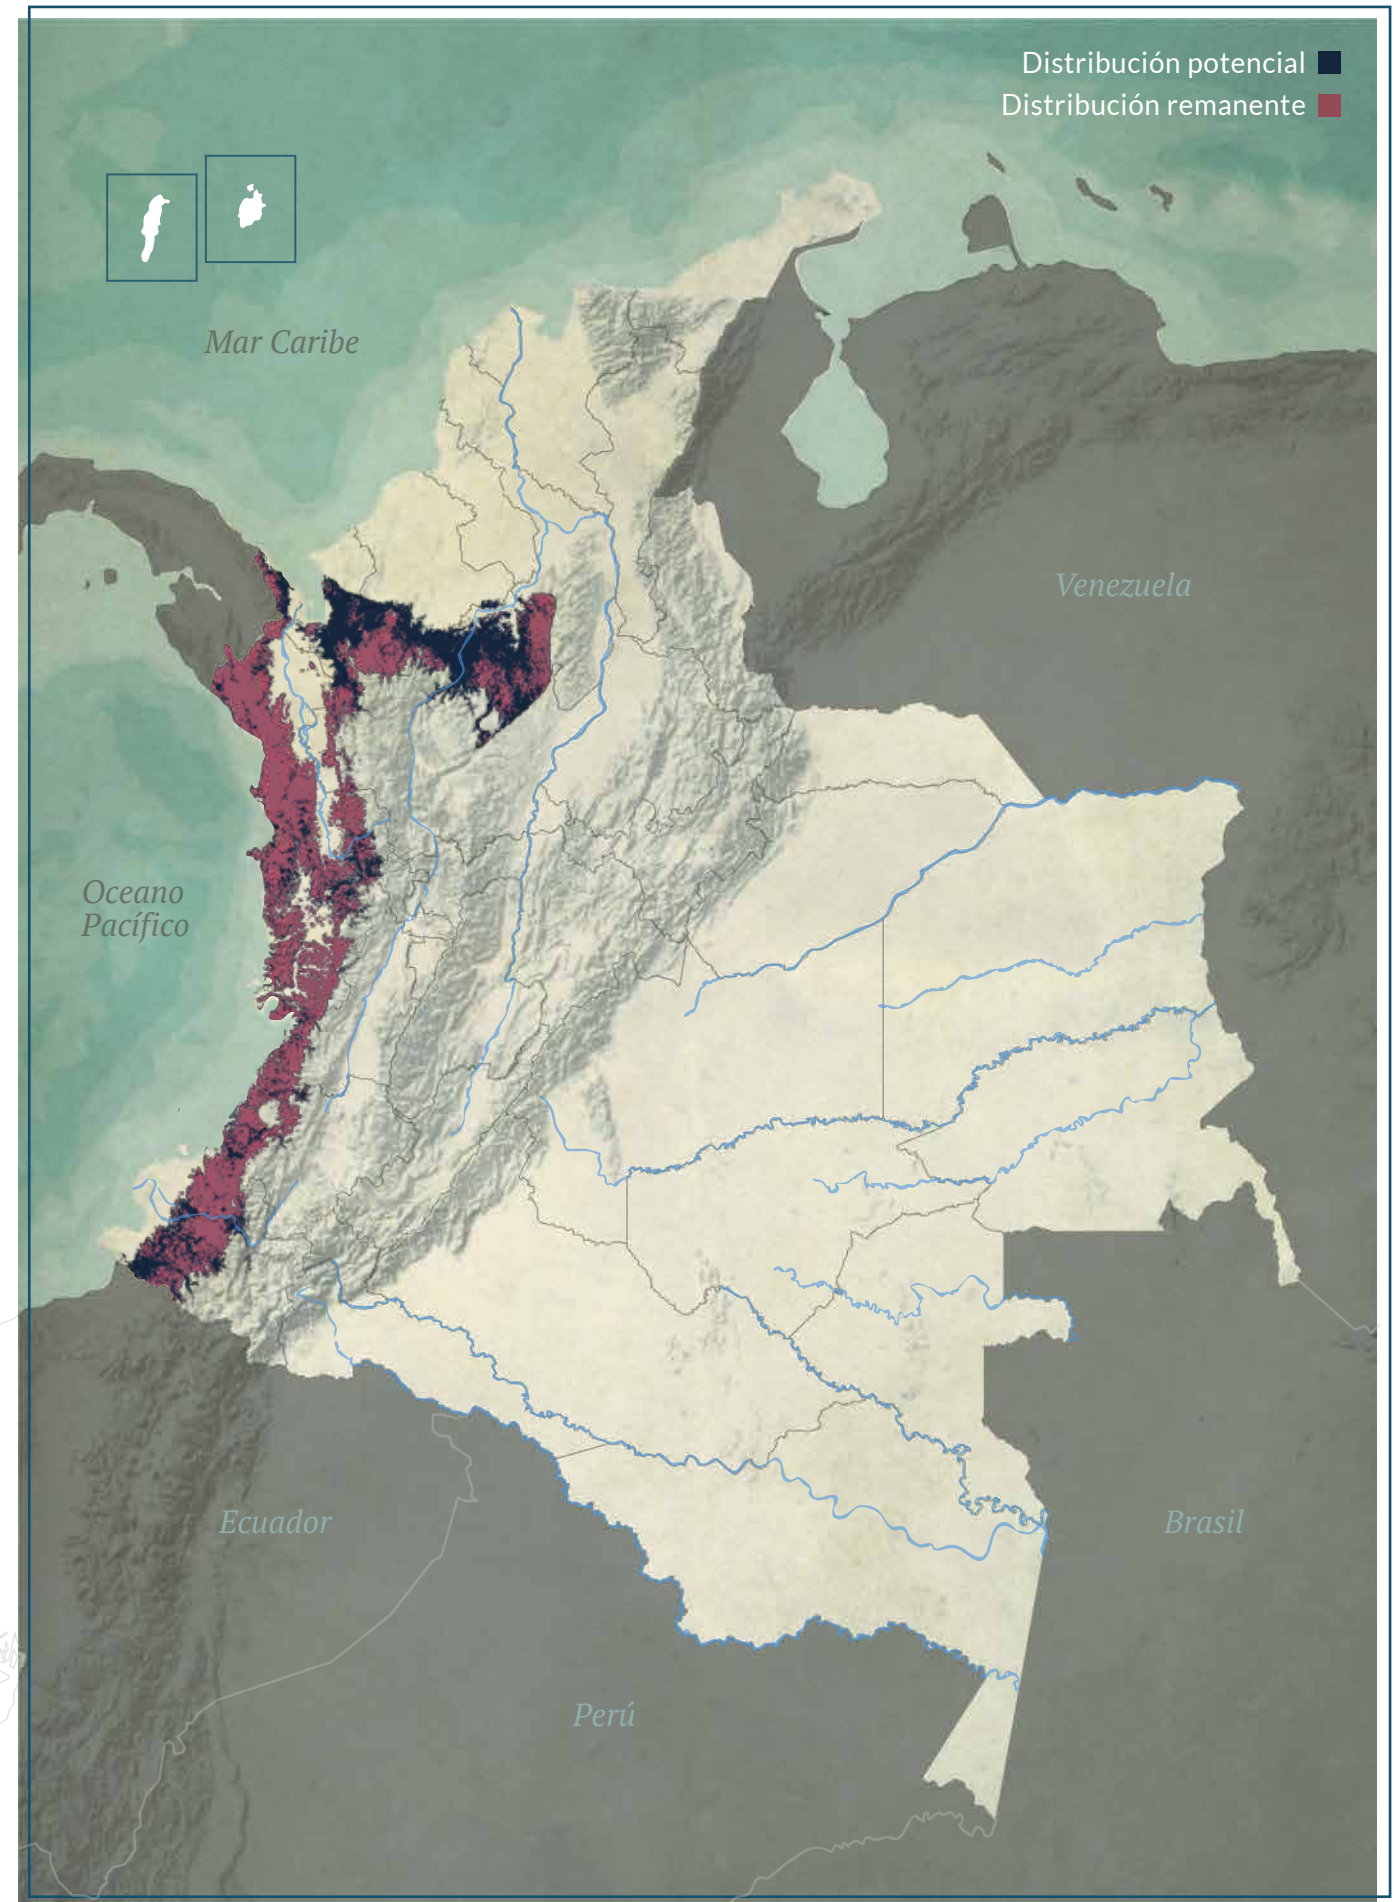 Distribución potencial
Distribución remanente
Mar Caribe
Venezuela
Oceano
Pacífico
Ecuador
Brasil
Perú